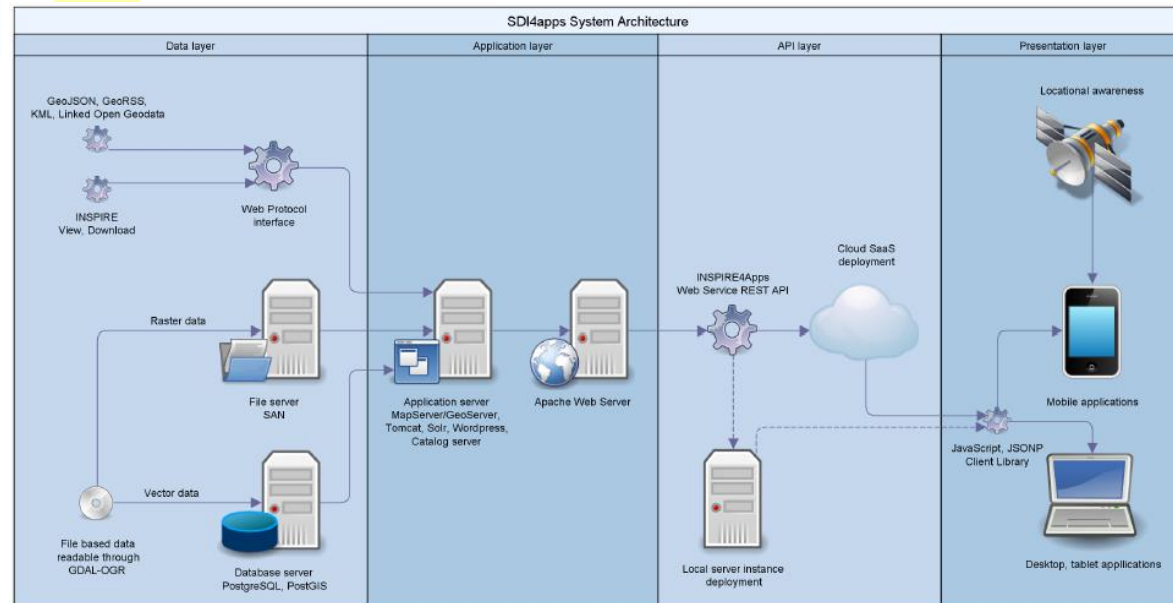 SDI4apps System Architecture
Data layer
Application layer
API layer
Presentation layer
GeoJSON, GeoRSS,
KML, Linked Open Geodata
INSPIRE
View, Download
Web Protocol
interface
Raster data
File server
SAN
Vector data
File based data
readable through
GDAL-OGR
Database server
PostgreSQL, PostGIS
Application server
MapServer/GeoServer,
Tomcat, Solr, Wordpress,
Catalog server
Apache Web Server
INSPIRE4Apps
Web Service REST API
Cloud SaaS
deployment
Local server instance
deployment
Locational awareness
Mobile applications
JavaScript, JSONP
Client Library
Desktop, tablet applications